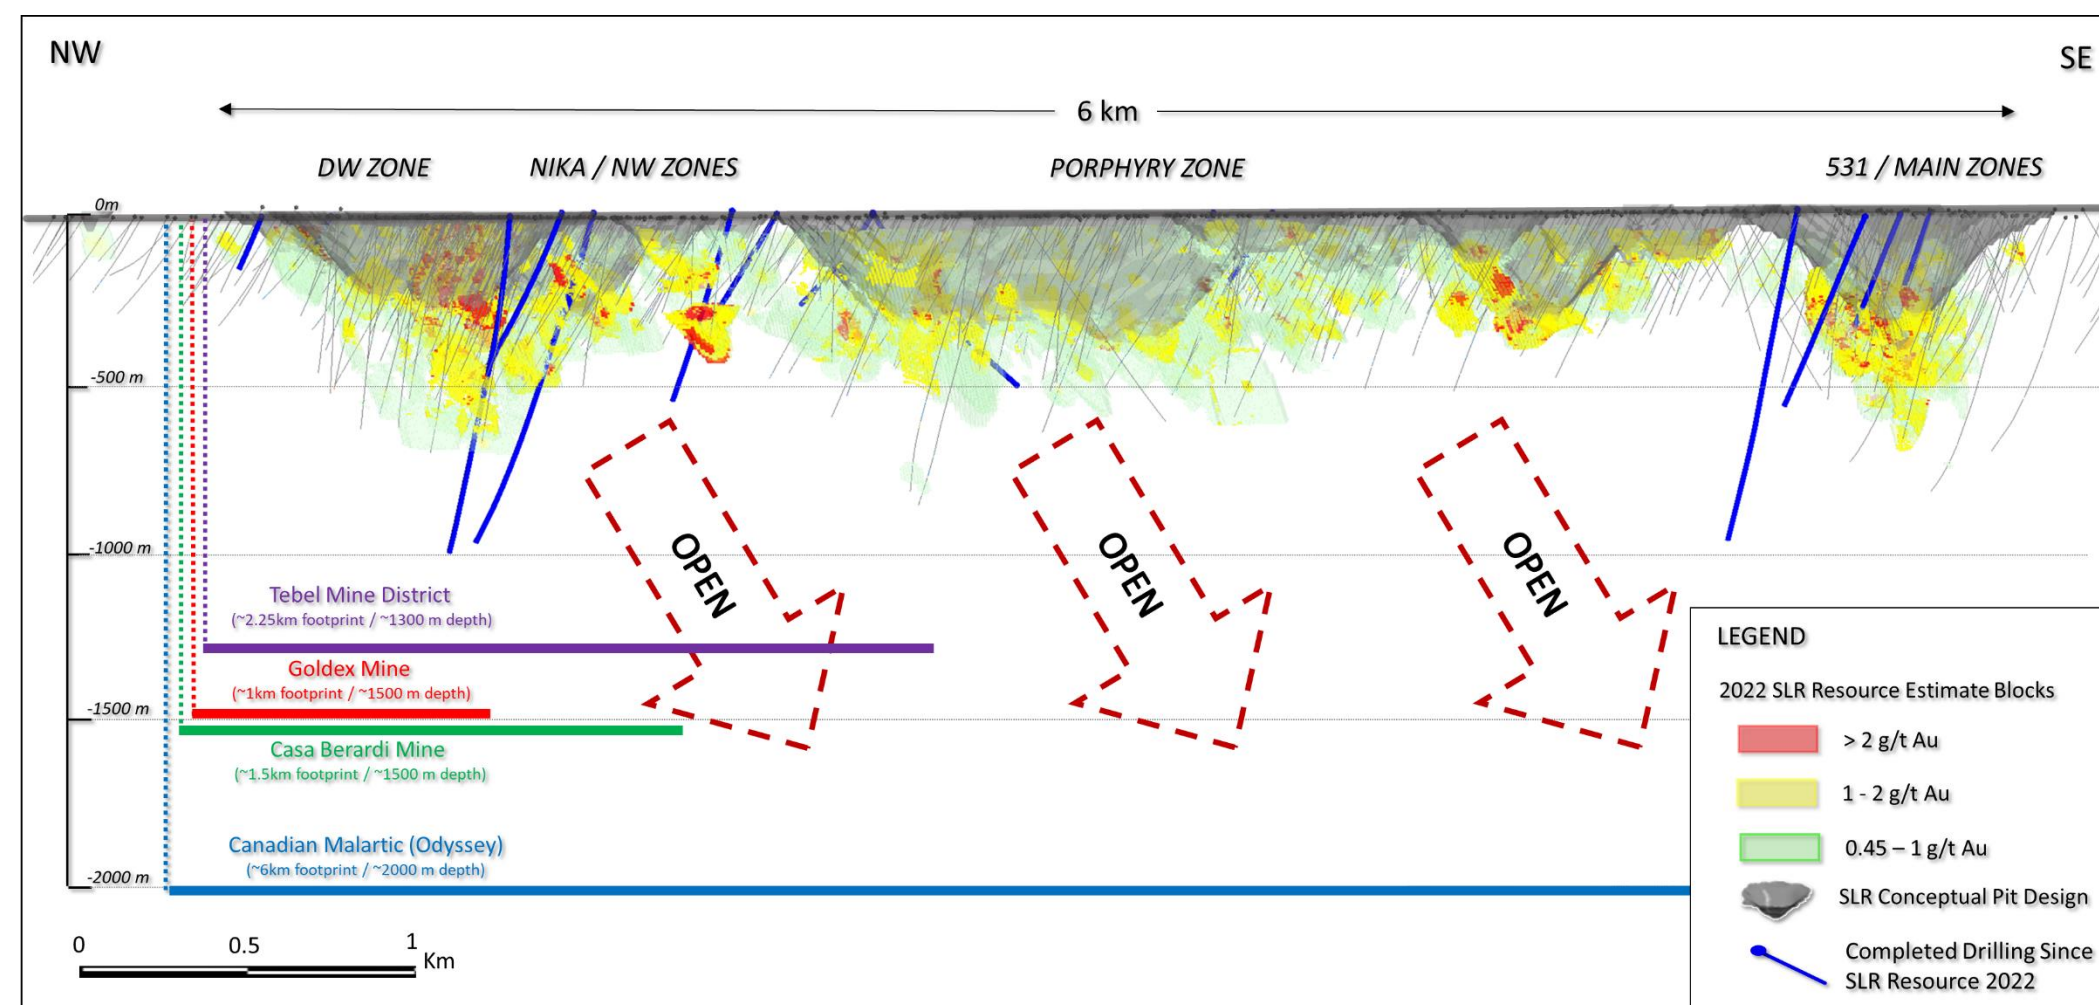 NW
SE
6 km
DW ZONE
NIKA / NW ZONES
PORPHYRY ZONE
531 / MAIN ZONES
0m
-500 m
-1000 m
-1500 m
-2000 m
OPEN
OPEN
OPEN
Tebel Mine District
(~2.25km footprint / ~1300 m depth)
Goldex Mine
(~1km footprint / ~1500 m depth)
Casa Berardi Mine
(~1.5km footprint / ~1500 m depth)
Canadian Malartic (Odyssey)
(~6km footprint / ~2000 m depth)
0
0.5
1
Km
LEGEND
2022 SLR Resource Estimate Blocks
> 2 g/t Au
1 - 2 g/t Au
0.45 – 1 g/t Au
SLR Conceptual Pit Design
Completed Drilling Since
SLR Resource 2022